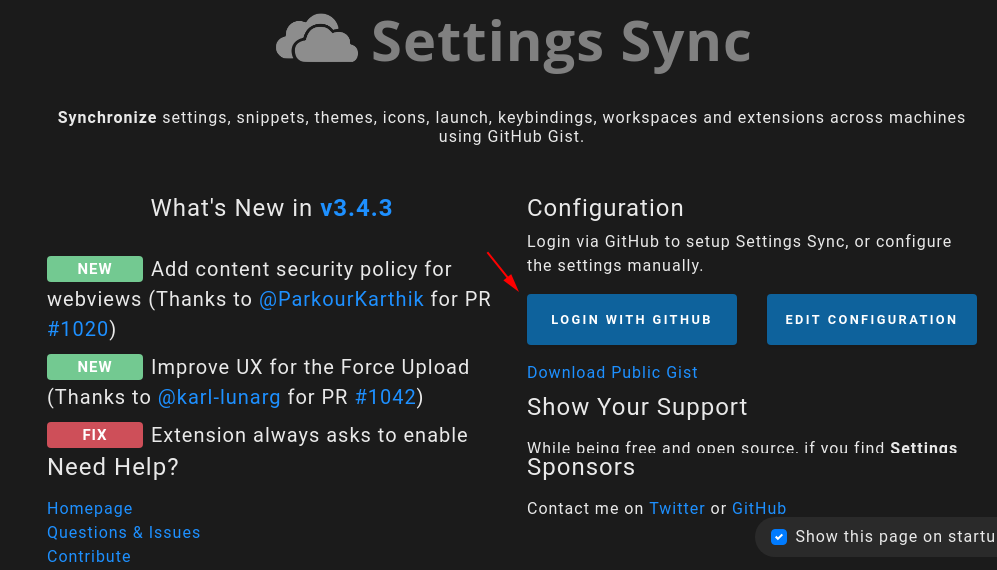 Settings Sync
Synchronize settings, snippets, themes, icons, launch, keybindings, workspaces and extensions across machines
using GitHub Gist.
What's New in v3.4.3
NEW Add content security policy for
webviews (Thanks to @ParkourKarthik for PR
#1020)
NEW Improve UX for the Force Upload
(Thanks to @karl-lunarg for PR #1042)
FIX Extension always asks to enable
Need Help?
Homepage
Questions & Issues
Contribute
Configuration
Login via GitHub to setup Settings Sync, or configure
the settings manually.
LOGIN WITH GITHUB
EDIT CONFIGURATION
Download Public Gist
Show Your Support
While being free and open source, if you find Settings
Sponsors
Contact me on Twitter or GitHub
Show this page on startu